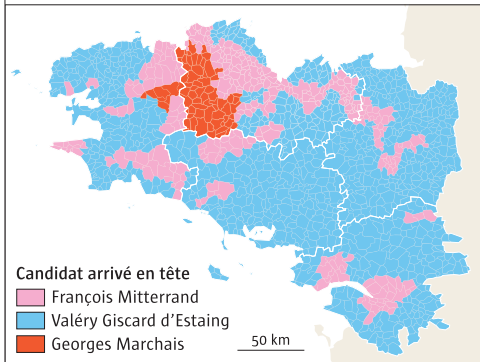 Candidat arrivé en tête
François Mitterrand
Valéry Giscard d'Estaing
Georges Marchais
50 km